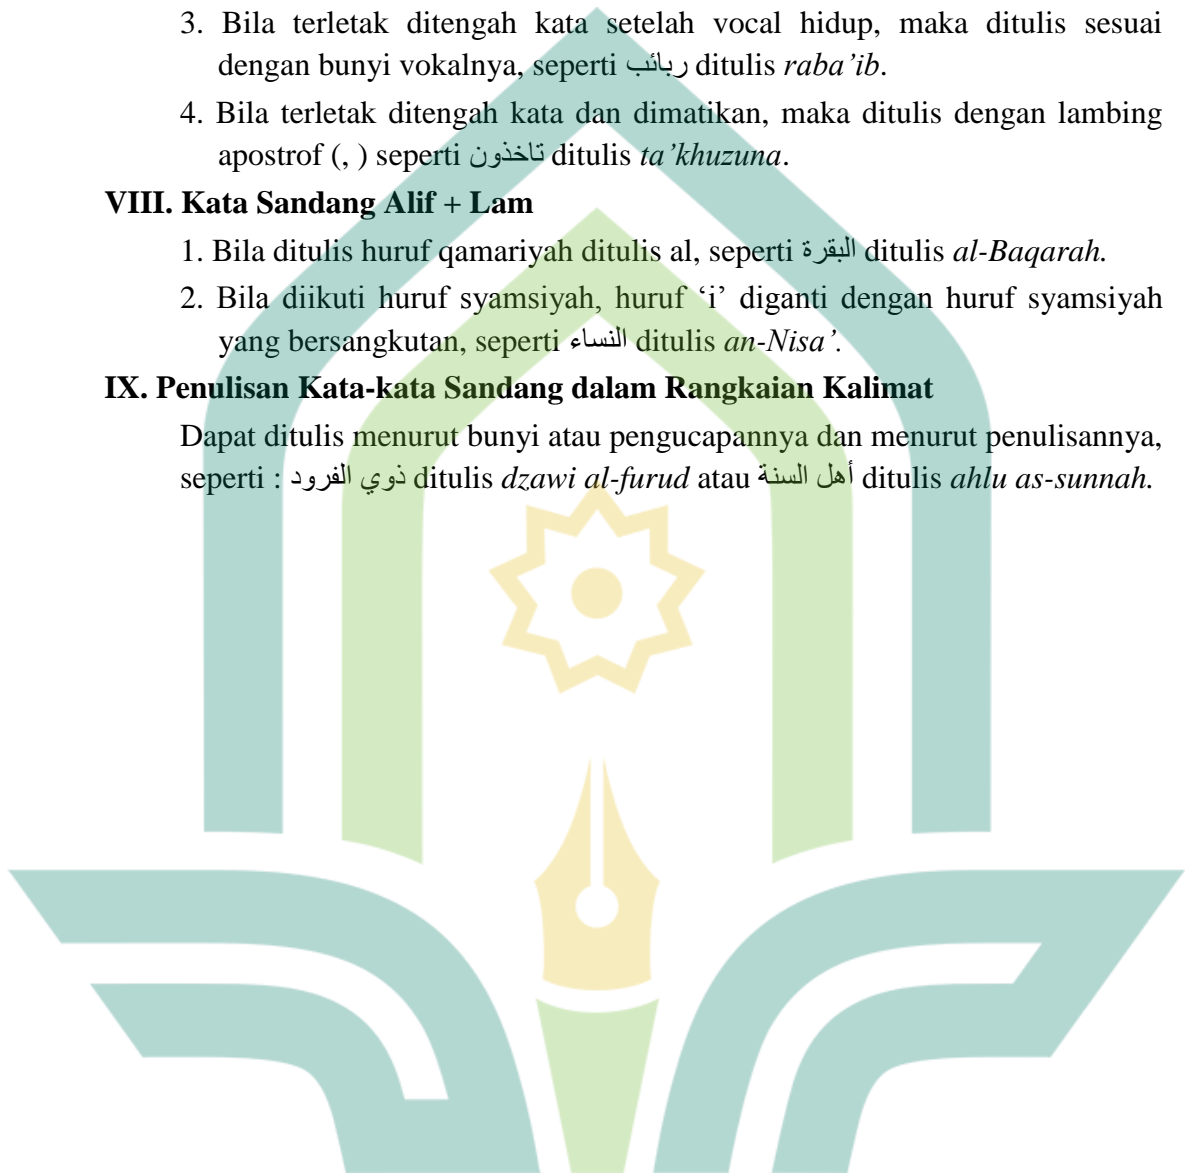 3. Bila terletak ditengah kata setelah vocal hidup, maka ditulis sesuai
dengan bunyi vokalnya, seperti ربائب ditulis raba’ib.
4. Bila terletak ditengah kata dan dimatikan, maka ditulis dengan lambing
apostrof (, ) seperti تاخذون ditulis ta’khuzuna.
VIII. Kata Sandang Alif + Lam
1. Bila ditulis huruf qamariyah ditulis al, seperti البقرة ditulis al-Baqarah.
2. Bila diikuti huruf syamsiyah, huruf ‘i’ diganti dengan huruf syamsiyah
yang bersangkutan, seperti النساء ditulis an-Nisa’.
IX. Penulisan Kata-kata Sandang dalam Rangkaian Kalimat
Dapat ditulis menurut bunyi atau pengucapannya dan menurut penulisannya,
seperti : ذوي الفرود ditulis dzawi al-furud atau أهل السنة ditulis ahlu as-sunnah.